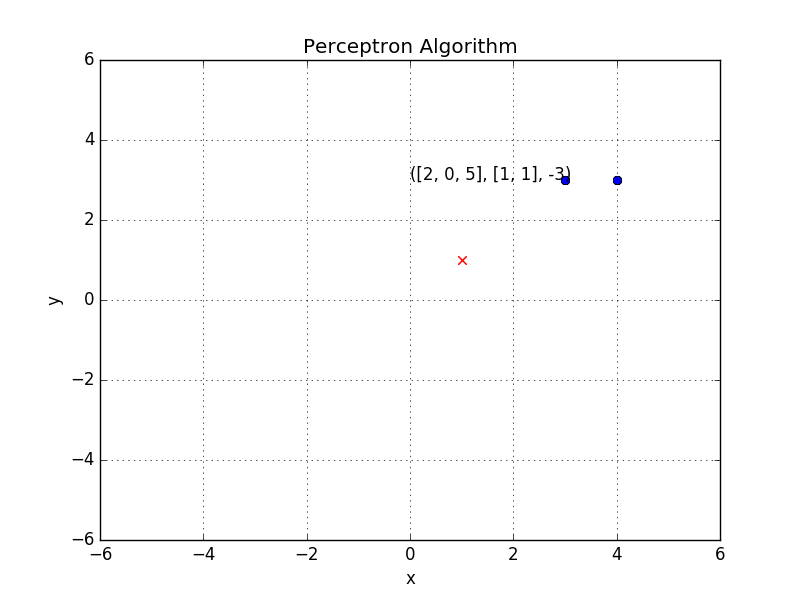 Perceptron Algorithm
6
4
([2, 0, 5], [1, 1], -3)
2
y
0
−2
−4
−6
−6 −4 −2 0 2 4 6
x